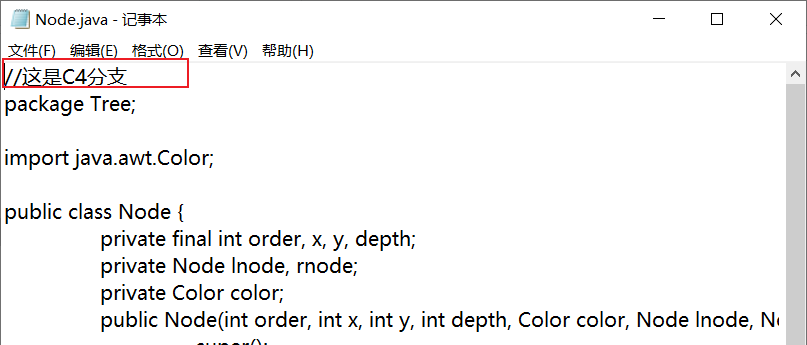 Node.java - 记事本
文件(F) 编辑(E) 格式(O) 查看(V) 帮助(H)
//这是C4分支
package Tree;
import java.awt.Color;
public class Node {
private final int order, x, y, depth;
private Node lnode, rnode;
private Color color;
public Node(int order, int x, int y, int depth, Color color, Node lnode, No
super();